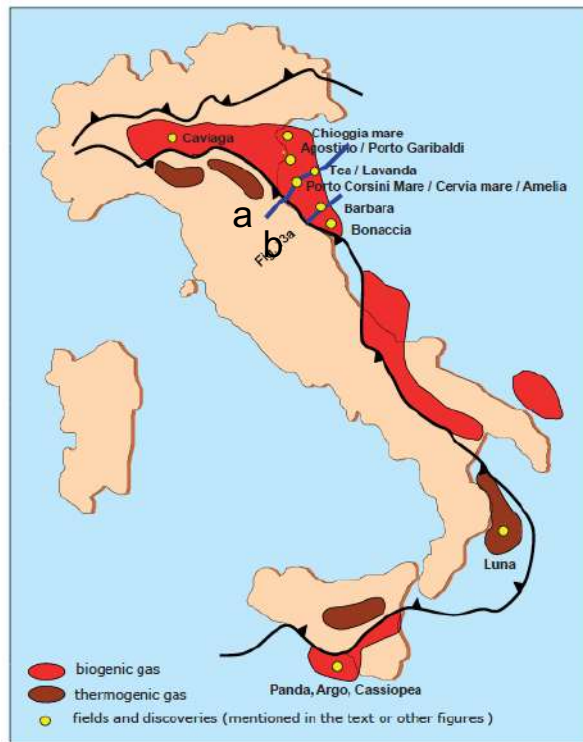 Caviaga
Chioggia mare
Agostino / Porto Garibaldi
Tea / Lavanda
Porto Corsini Mare / Cervia mare / Amelia
a
Barbara
b
Bonaccia
Luna
Panda, Argo, Cassiopea
biogenic gas
thermogenic gas
fields and discoveries (mentioned in the text or other figures )